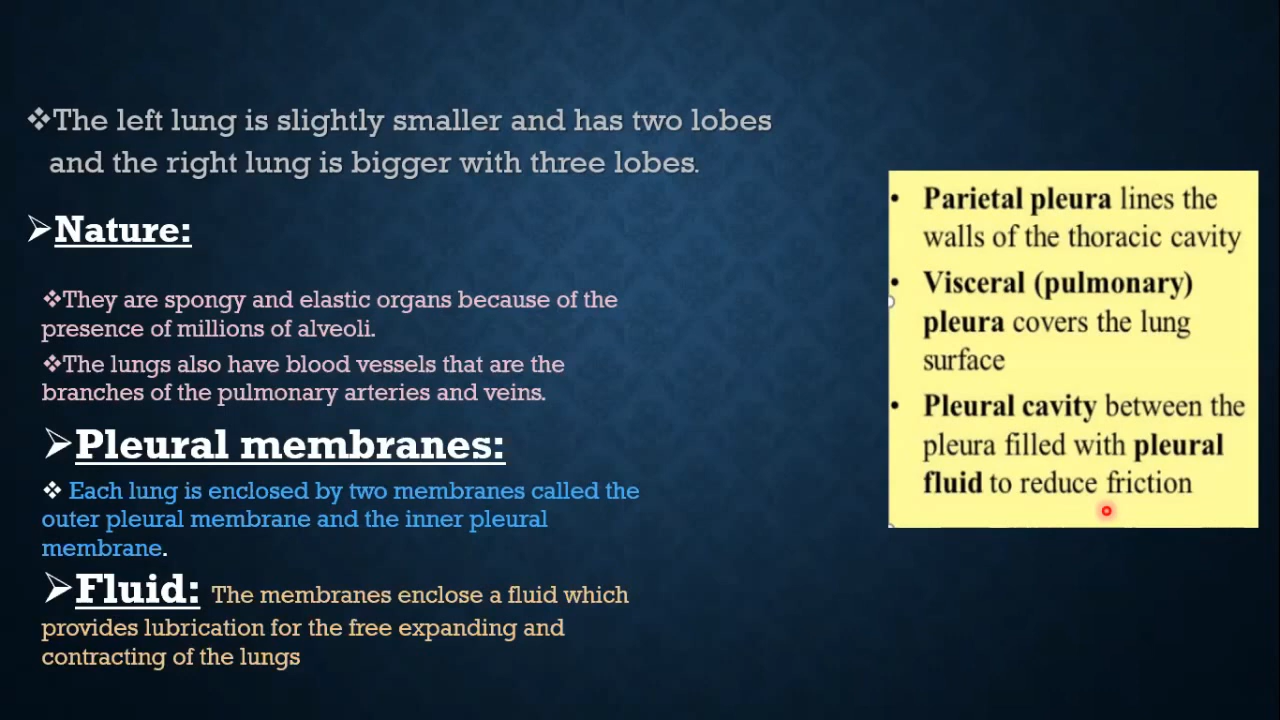 ❖The left lung is slightly smaller and has two lobes
and the right lung is bigger with three lobes.
➢Nature:
❖They are spongy and elastic organs because of the
presence of millions of alveoli.
❖The lungs also have blood vessels that are the
branches of the pulmonary arteries and veins.
➢Pleural membranes:
❖ Each lung is enclosed by two membranes called the
outer pleural membrane and the inner pleural
membrane.
➢Fluid: The membranes enclose a fluid which
provides lubrication for the free expanding and
contracting of the lungs
• Parietal pleura lines the
walls of the thoracic cavity
• Visceral (pulmonary)
pleura covers the lung
surface
• Pleural cavity between the
pleura filled with pleural
fluid to reduce friction